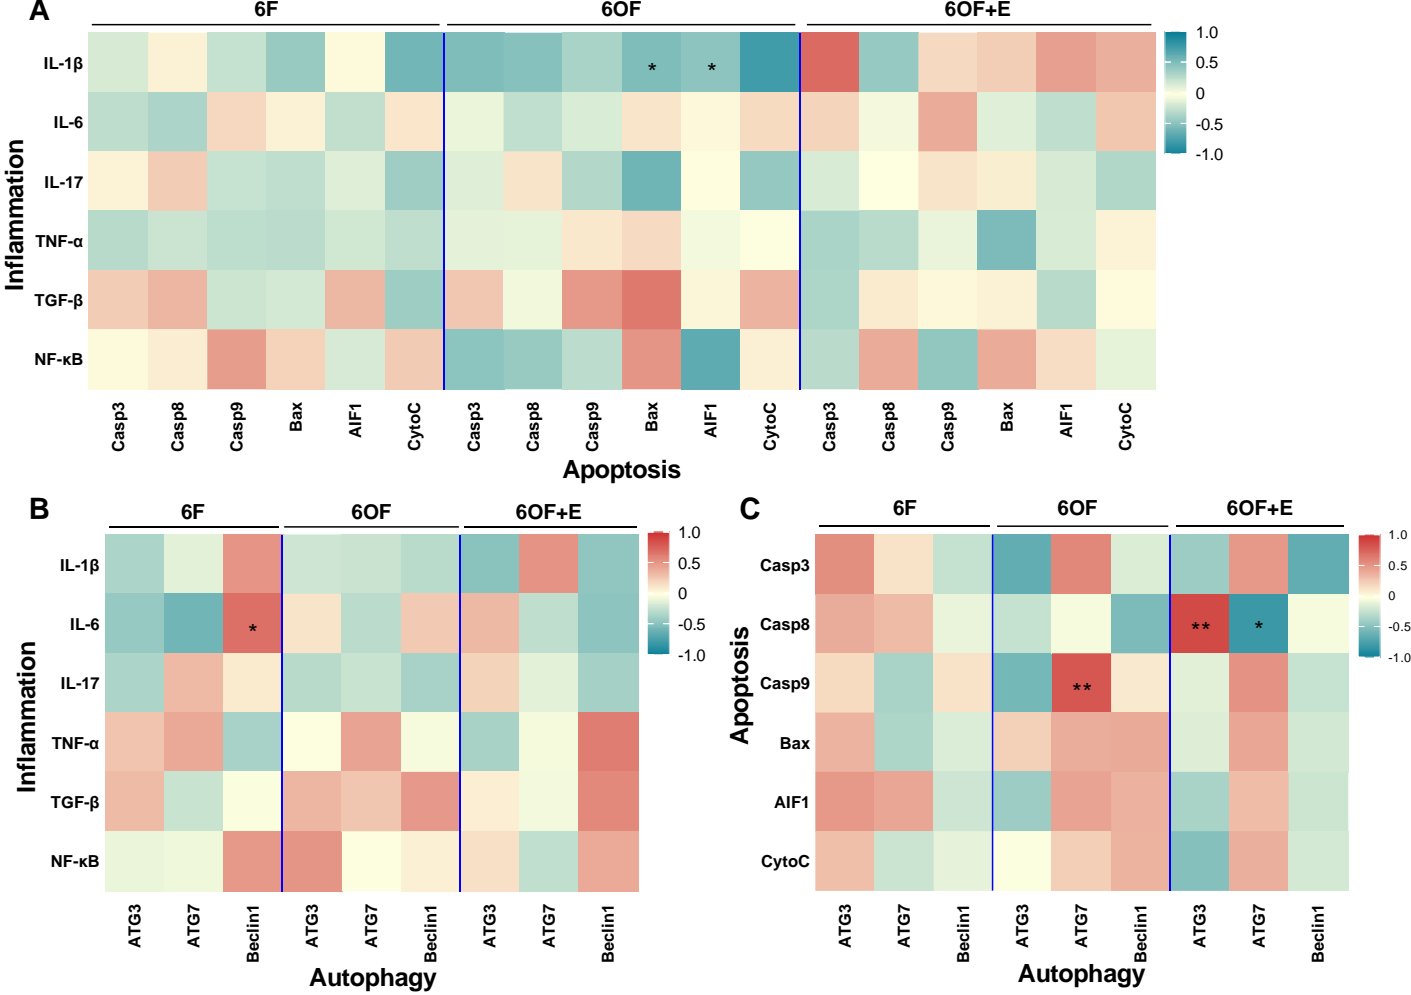 A
6F 6OF 6OF+E
IL-1β * * 1.0
0.5
0
-0.5
-1.0
IL-6
IL-17
TNF-α
TGF-β
NF-κB
Inflammation
Casp3 Casp8 Casp9 Bax AIF1 CytoC Casp3 Casp8 Casp9 Bax AIF1 CytoC Casp3 Casp8 Casp9 Bax AIF1 CytoC
Apoptosis
B
6F 6OF 6OF+E
1.0
0.5
0
-0.5
-1.0
IL-1β
IL-6 *
IL-17
TNF-α
TGF-β
NF-κB
Inflammation
ATG3 ATG7 Beclin1 ATG3 ATG7 Beclin1 ATG3 ATG7 Beclin1
Autophagy
C
6F 6OF 6OF+E
1.0
0.5
0
-0.5
-1.0
Casp3
Casp8 ** *
Casp9 **
Bax
AIF1
CytoC
Apoptosis
ATG3 ATG7 Beclin1 ATG3 ATG7 Beclin1 ATG3 ATG7 Beclin1
Autophagy